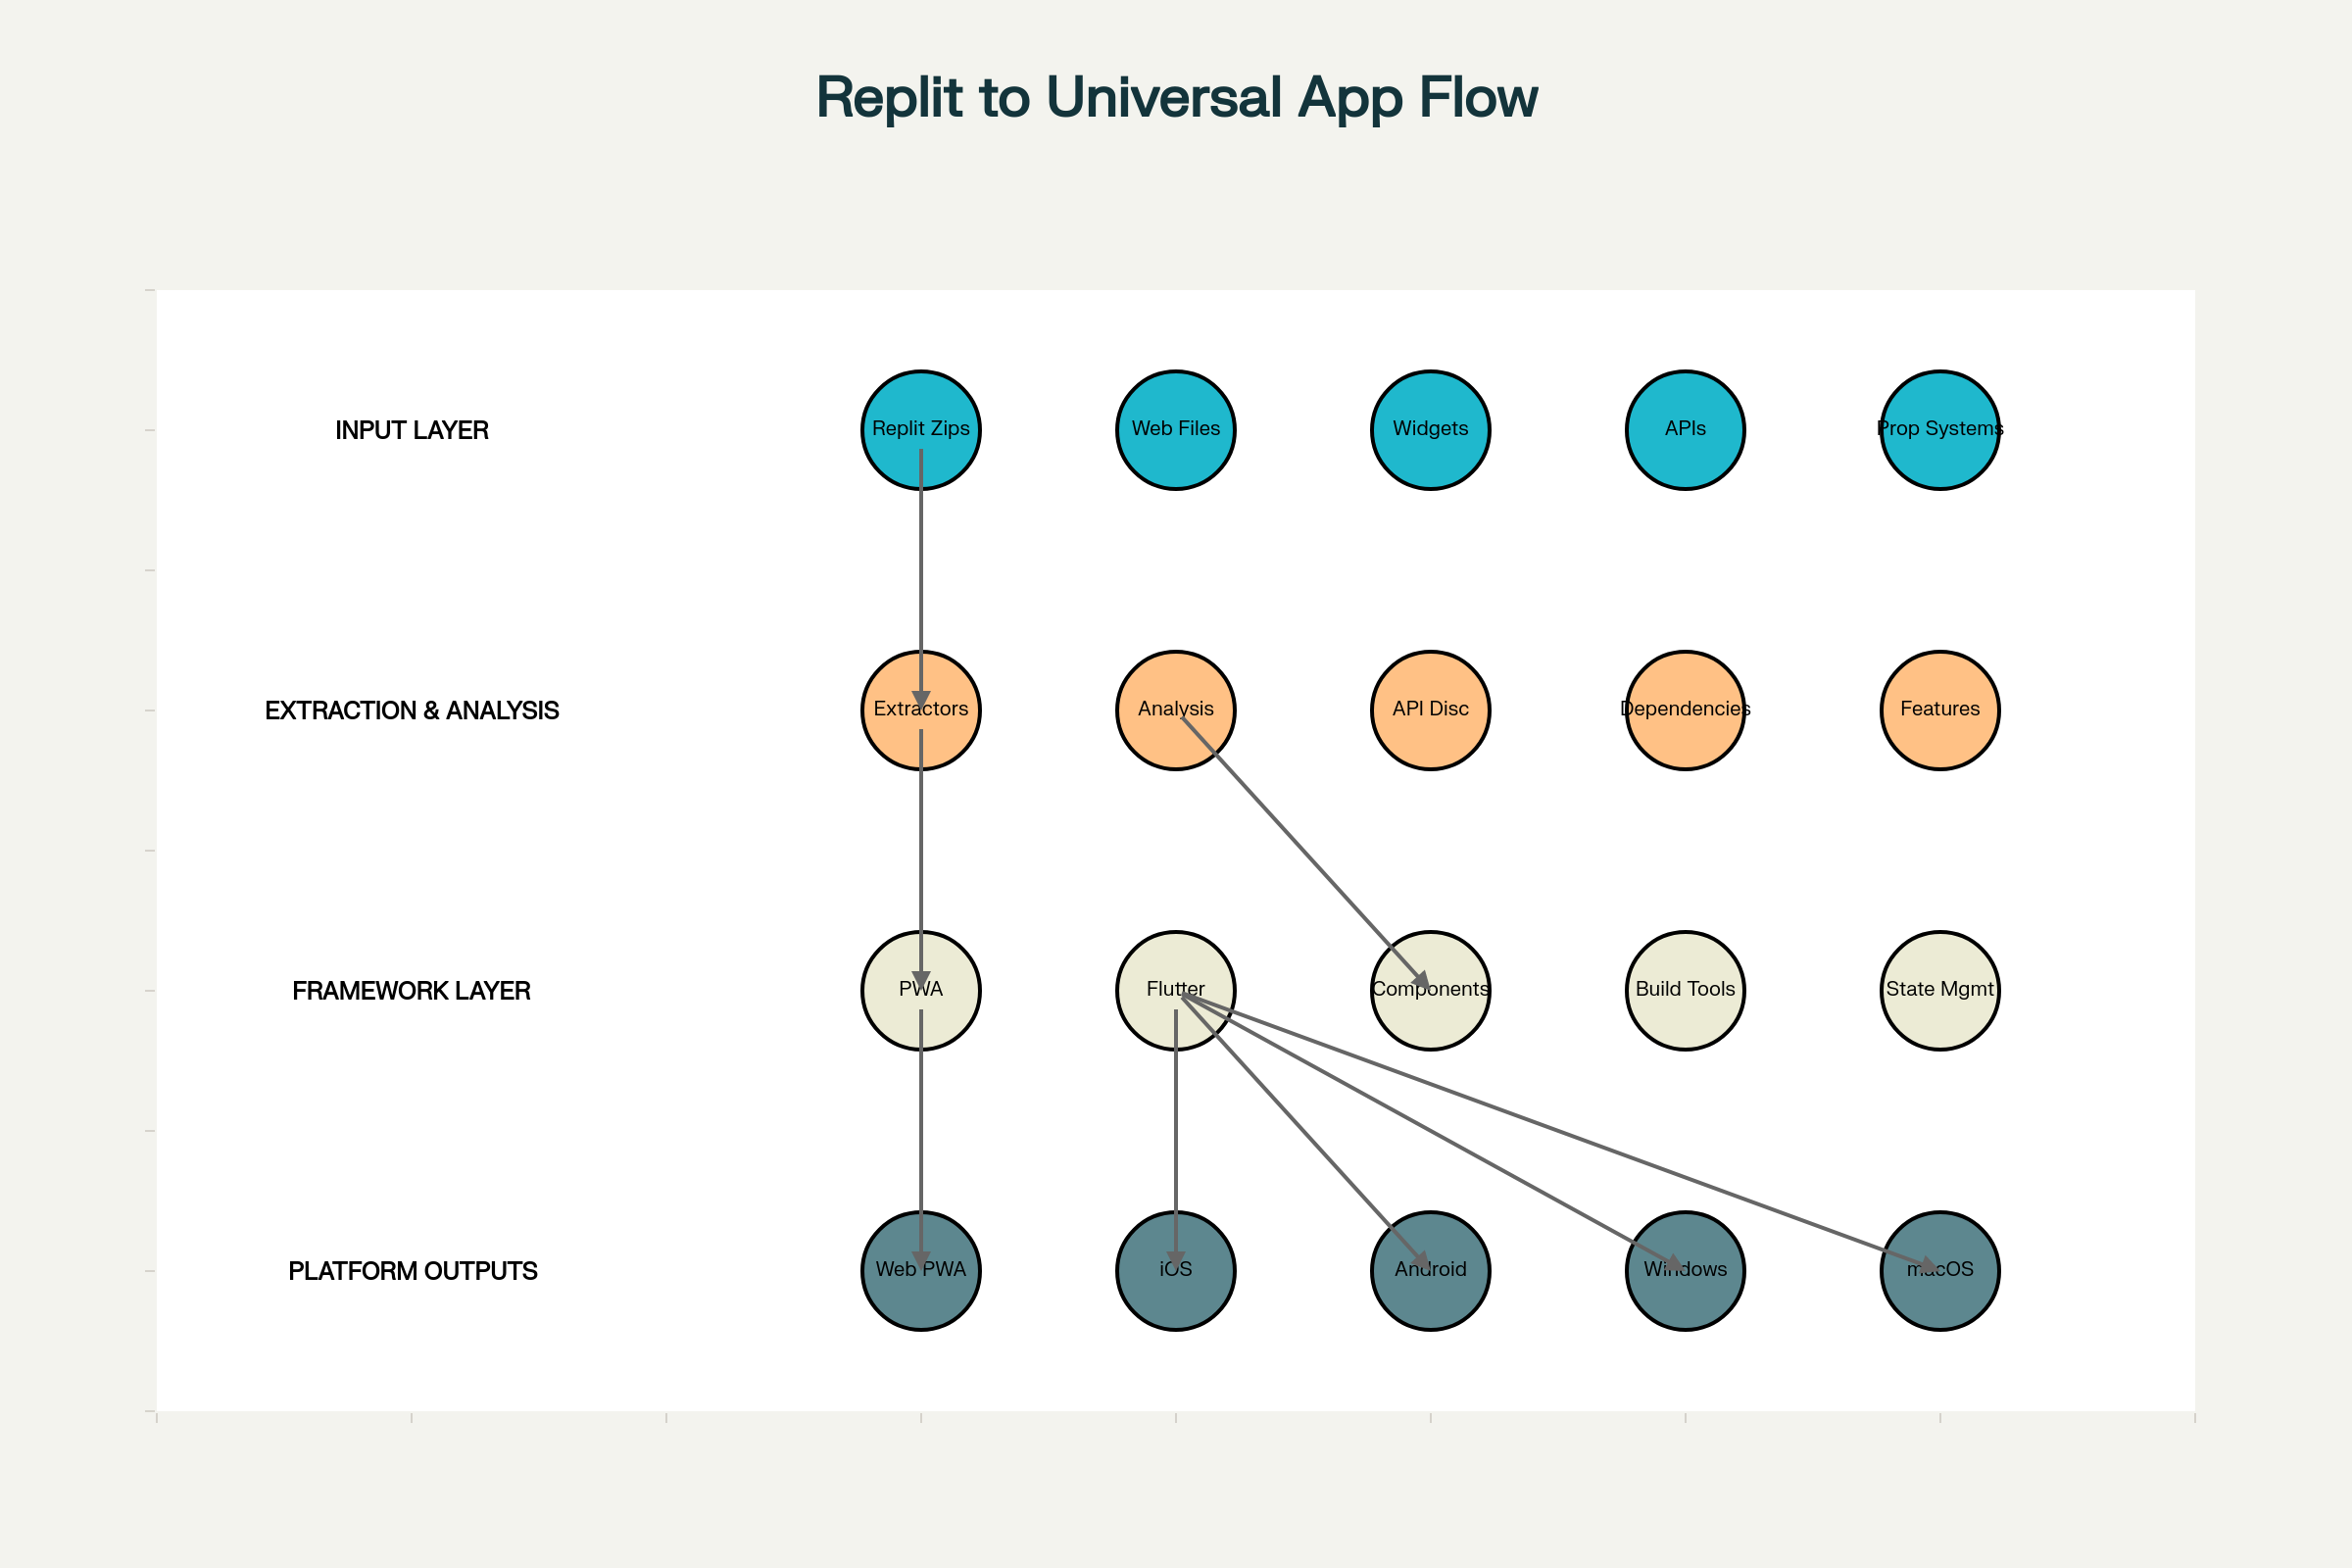 Replit to Universal App Flow
INPUT LAYER
Replit Zips
Web Files
Widgets
APIs
Prop Systems
EXTRACTION & ANALYSIS
Extractors
Analysis
API Disc
Dependencies
Features
FRAMEWORK LAYER
PWA
Flutter
Components
Build Tools
State Mgmt
PLATFORM OUTPUTS
Web PWA
iOS
Android
Windows
macOS